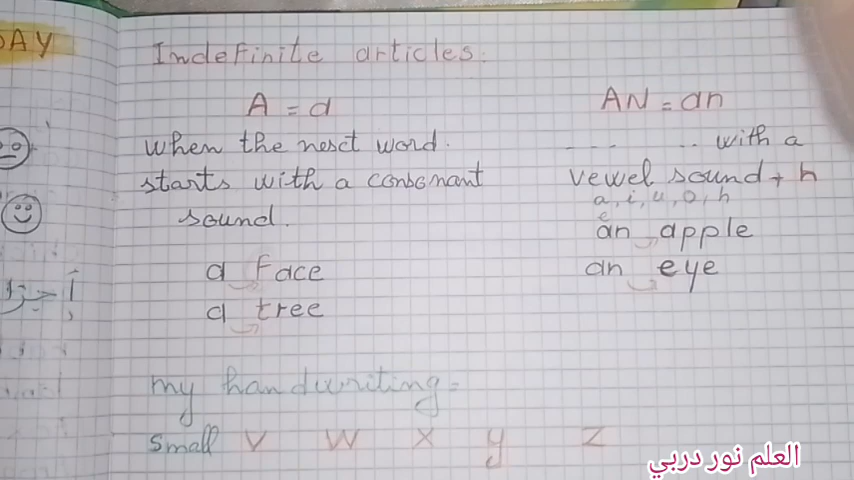 DAY
Indefinite articles.
A = a
when the next word.
starts with a consonant
sound.
a face
a tree
AN = an
.... ... with a
vewel sound + h
a, i, u, o, h
e
an apple
an eye
my handwriting =
small v w x y z
العلم نور دربي